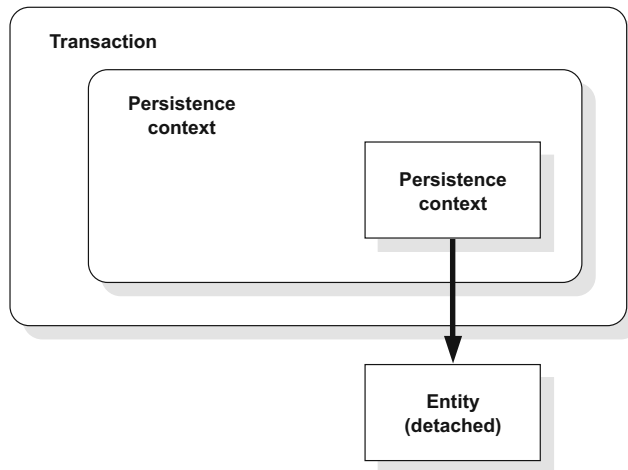 Transaction
Persistence
context
Persistence
context
Entity
(detached)